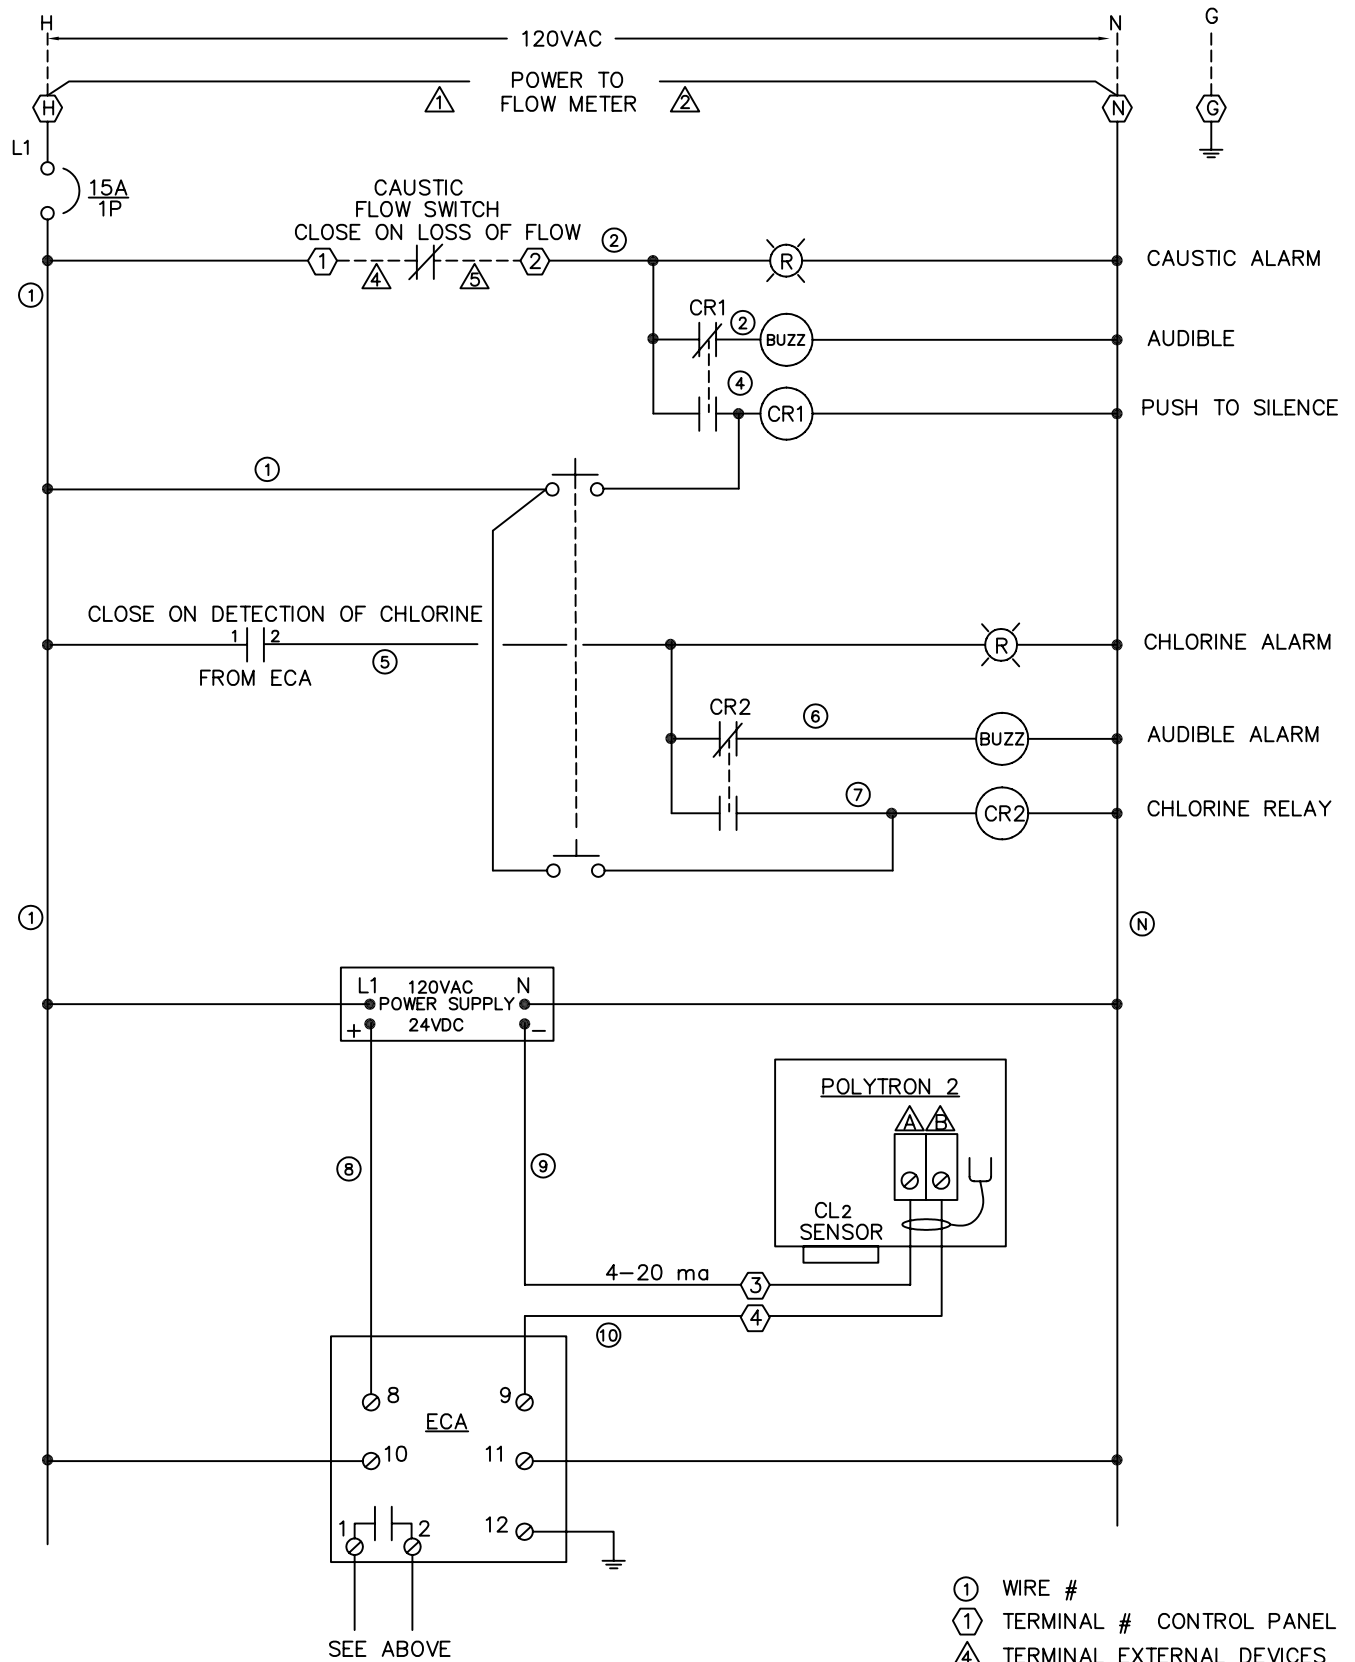 H
N
G
120VAC
POWER TO
FLOW METER
1
2
H
N
G
L1
15A
1P
CAUSTIC
FLOW SWITCH
CLOSE ON LOSS OF FLOW
2
1
4
5
2
R
CAUSTIC ALARM
1
CR1
2
BUZZ
AUDIBLE
4
CR1
PUSH TO SILENCE
1
CLOSE ON DETECTION OF CHLORINE
1 2
5
FROM ECA
R
CHLORINE ALARM
CR2
6
BUZZ
AUDIBLE ALARM
7
CR2
CHLORINE RELAY
1
N
L1 120VAC N
POWER SUPPLY
+ 24VDC −
POLYTRON 2
A B
8
9
CL2
SENSOR
4−20 ma
3
4
10
8
9
ECA
10
11
1
2
12
SEE ABOVE
1 WIRE #
1 TERMINAL # CONTROL PANEL
4 TERMINAL EXTERNAL DEVICES